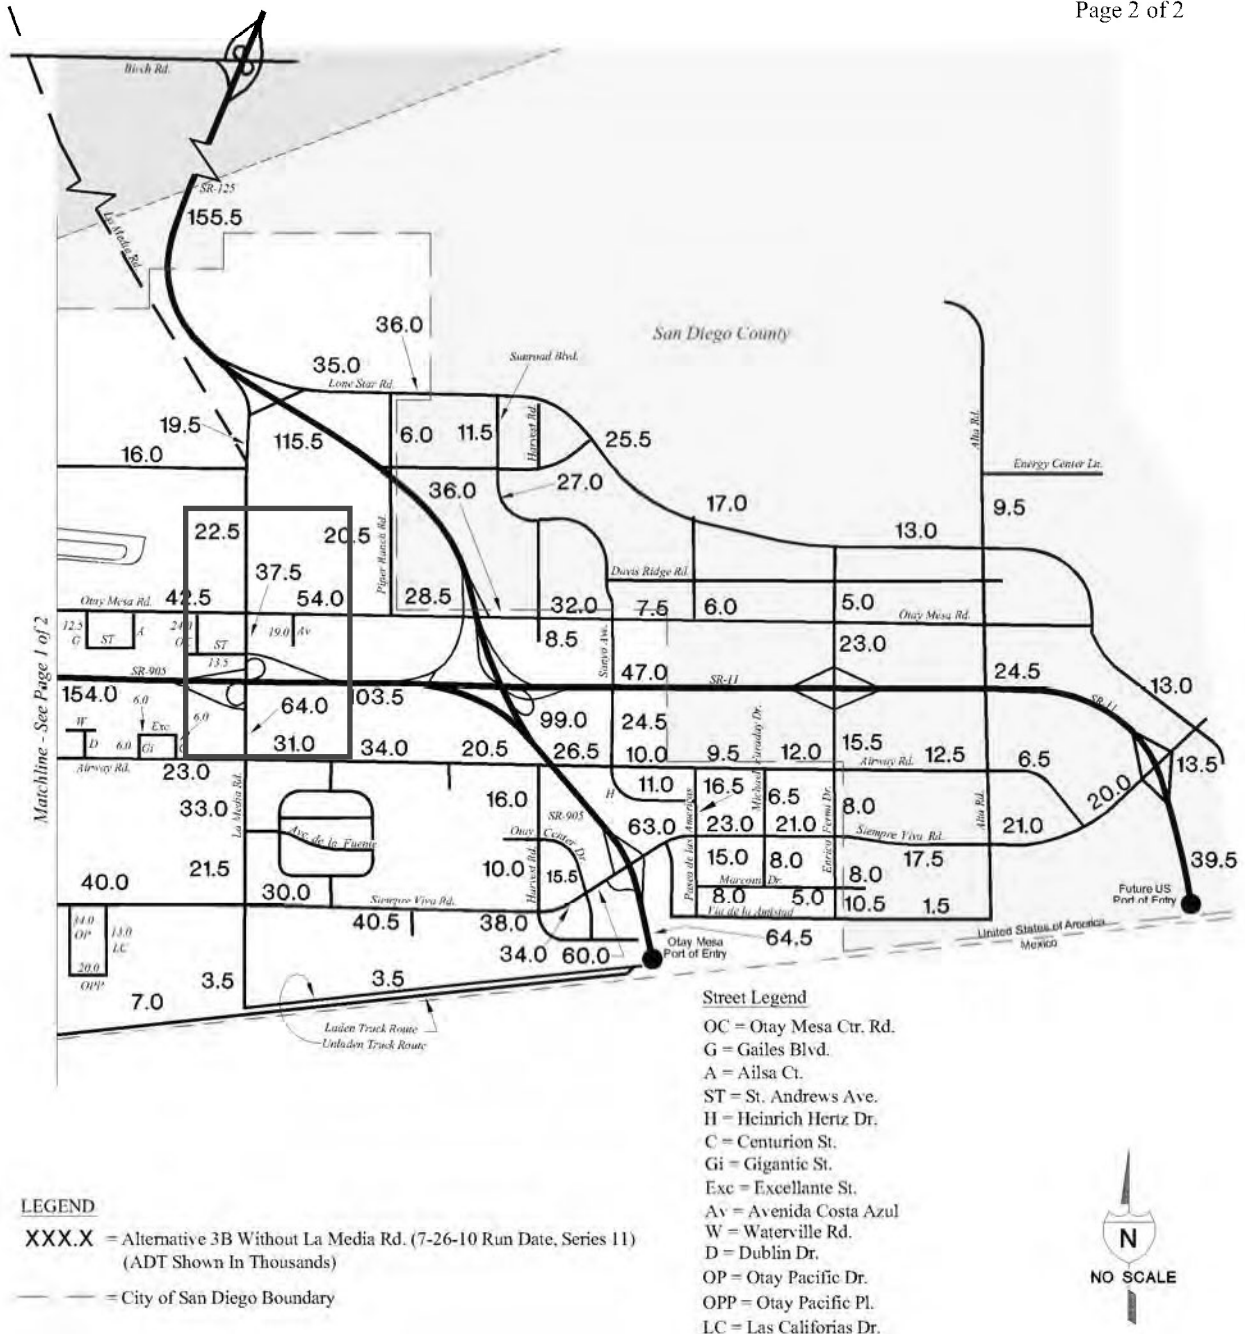 Page 2 of 2
Birch Rd.
SR-125
155.5
La Media Rd.
36.0
San Diego County
Sunroad Blvd.
35.0
Lone Star Rd.
19.5
115.5
6.0
11.5
Harvest Rd.
25.5
Alta Rd.
16.0
Energy Center Ln.
36.0
27.0
17.0
9.5
22.5
20.5
Piper Ranch Rd.
13.0
37.5
Davis Ridge Rd.
Otay Mesa Rd.
42.5
54.0
28.5
32.0
7.5
6.0
5.0
Otay Mesa Rd.
12.5
G
ST
A
24.0
OC
ST
19.0
Av
8.5
Sanyo Av.
23.0
13.5
SR-905
47.0
SR-11
24.5
154.0
6.0
103.5
13.0
SR-11
W
Exc
6.0
64.0
99.0
24.5
Michael Faraday Dr.
D
6.0
Gi
31.0
34.0
20.5
26.5
10.0
9.5
12.0
15.5
12.5
6.5
Airway Rd.
Airway Rd.
23.0
13.5
La Media Rd.
33.0
16.0
H
11.0
16.5
6.5
8.0
20.0
Paseo de las Americas
Enrico Fermi Dr.
Alta Rd.
SR-905
Ave. de la Fuente
Otay Center Dr.
63.0
23.0
21.0
Siempre Viva Rd.
21.0
21.5
10.0
Harvest Rd.
15.5
15.0
8.0
17.5
39.5
40.0
30.0
Siempre Viva Rd.
Marconi Dr.
8.0
8.0
5.0
Future US
Port of Entry
34.0
OP
13.0
LC
40.5
38.0
Via de la Amistad
10.5
1.5
20.0
OPP
34.0
60.0
Otay Mesa
Port of Entry
64.5
United States of America
Mexico
3.5
3.5
7.0
Laden Truck Route
Unladen Truck Route
Matchline - See Page 1 of 2
Street Legend
OC = Otay Mesa Ctr. Rd.
G = Gailes Blvd.
A = Ailsa Ct.
ST = St. Andrews Ave.
H = Heinrich Hertz Dr.
C = Centurion St.
Gi = Gigantic St.
Exc = Excellante St.
Av = Avenida Costa Azul
W = Waterville Rd.
D = Dublin Dr.
OP = Otay Pacific Dr.
OPP = Otay Pacific Pl.
LC = Las Califorias Dr.
LEGEND
XXX.X = Alternative 3B Without La Media Rd. (7-26-10 Run Date, Series 11)
(ADT Shown In Thousands)
= City of San Diego Boundary
N
NO SCALE